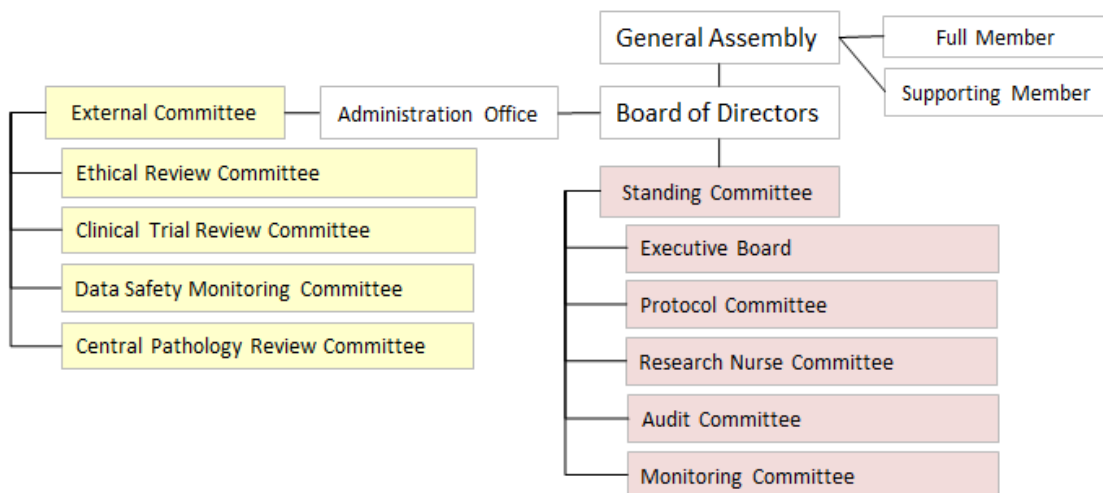 General Assembly
Full Member
Supporting Member
External Committee
Administration Office
Board of Directors
Ethical Review Committee
Clinical Trial Review Committee
Data Safety Monitoring Committee
Central Pathology Review Committee
Standing Committee
Executive Board
Protocol Committee
Research Nurse Committee
Audit Committee
Monitoring Committee